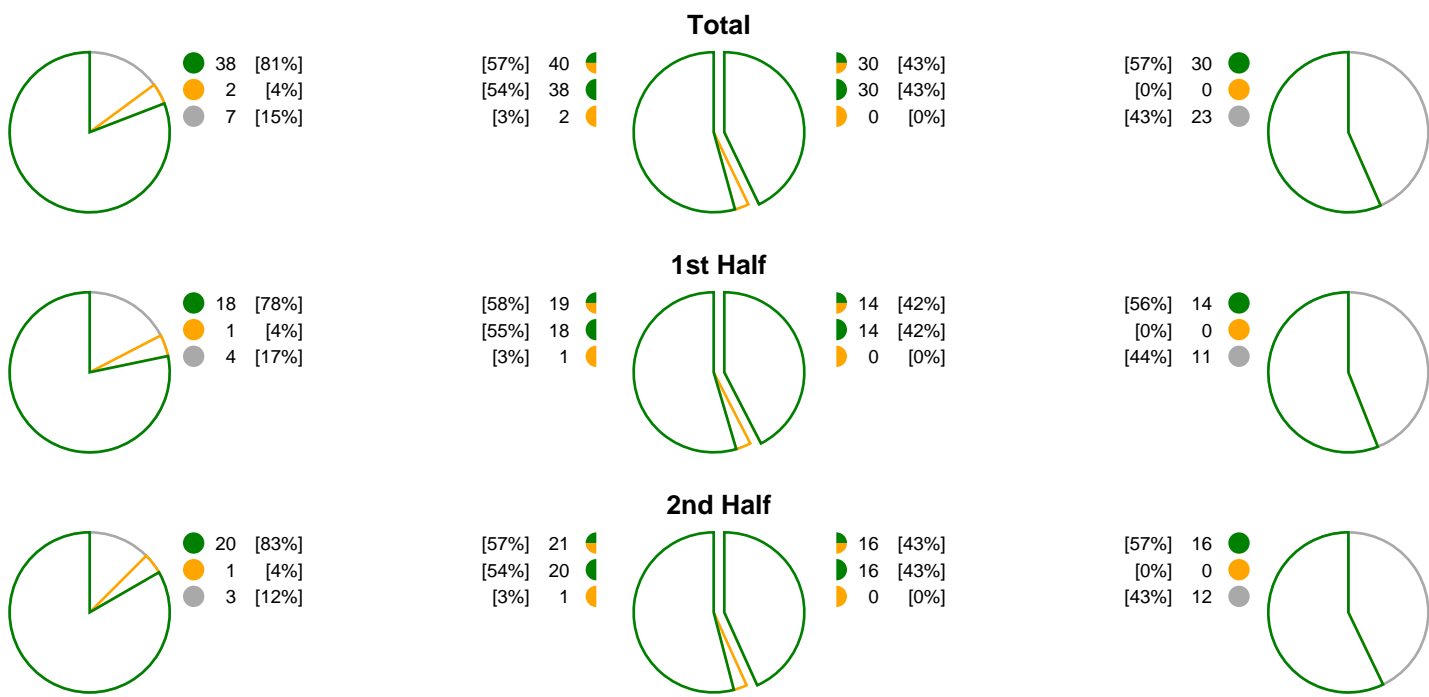 Total
38 [81%] [57%] 40 30 [43%] [57%] 30
2 [4%] [54%] 38 30 [43%] [0%] 0
7 [15%] [3%] 2 0 [0%] [43%] 23
1st Half
18 [78%] [58%] 19 14 [42%] [56%] 14
1 [4%] [55%] 18 14 [42%] [0%] 0
4 [17%] [3%] 1 0 [0%] [44%] 11
2nd Half
20 [83%] [57%] 21 16 [43%] [57%] 16
1 [4%] [54%] 20 16 [43%] [0%] 0
3 [12%] [3%] 1 0 [0%] [43%] 12